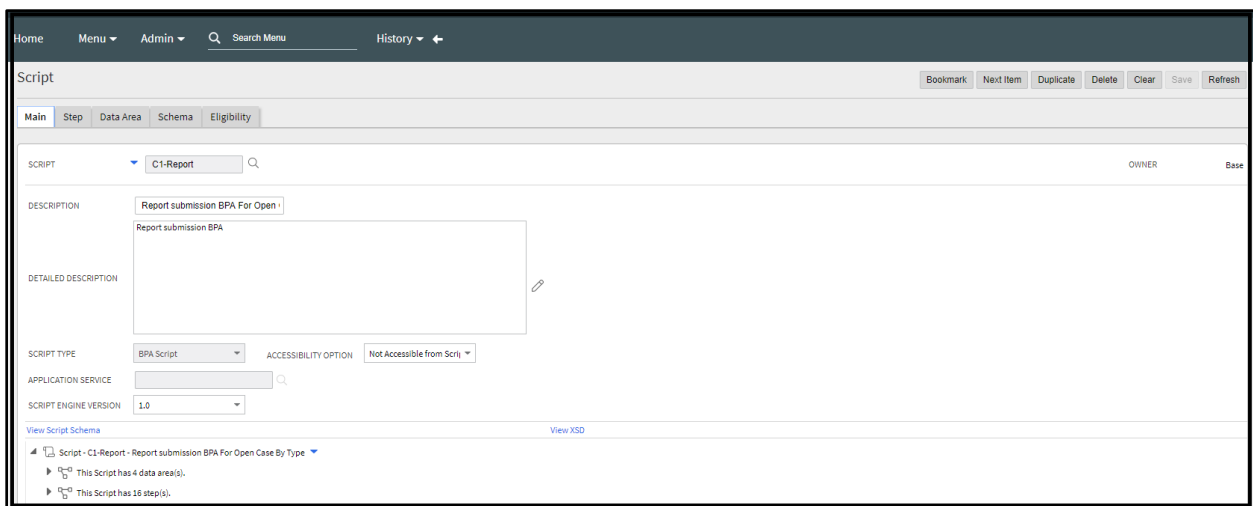 Home Menu Admin Search Menu History
Script Bookmark Next Item Duplicate Delete Clear Save Refresh
Main Step Data Area Schema Eligibility
SCRIPT C1-Report OWNER Base
DESCRIPTION Report submission BPA For Open
Report submission BPA
DETAILED DESCRIPTION
SCRIPT TYPE BPA Script ACCESSIBILITY OPTION Not Accessible from Scrip
APPLICATION SERVICE
SCRIPT ENGINE VERSION 1.0
View Script Schema View XSD
Script - C1-Report - Report submission BPA For Open Case By Type
This Script has 4 data area(s).
This Script has 16 step(s).